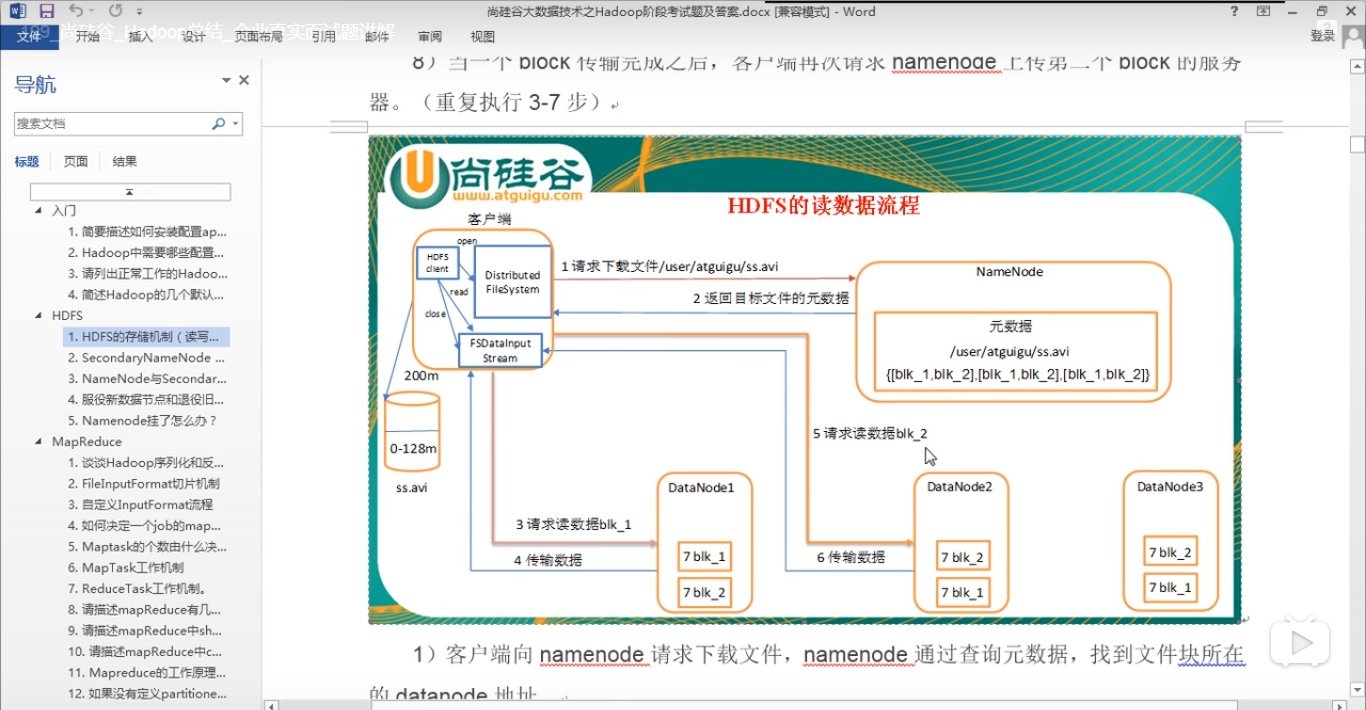 尚硅谷大数据技术之Hadoop阶段考试题及答案.docx [兼容模式] - Word
文件 开始 插入 设计 页面布局 引用 邮件 审阅 视图 登录
199_尚硅谷_Hadoop总结_企业真实面试题讲解
导航
搜索文档
标题 页面 结果
入门
1. 简要描述如何安装配置ap...
2. Hadoop中需要哪些配置...
3. 请列出正常工作的Hadoo...
4. 简述Hadoop的几个默认...
HDFS
1. HDFS的存储机制（读写...
2. SecondaryNameNode ...
3. NameNode与Secondar...
4. 服役新数据节点和退役旧...
5. Namenode挂了怎么办？
MapReduce
1. 谈谈Hadoop序列化和反...
2. FileInputFormat切片机制
3. 自定义InputFormat流程
4. 如何决定一个job的map...
5. Maptask的个数由什么决...
6. MapTask工作机制
7. ReduceTask工作机制。
8. 请描述mapReduce有几...
9. 请描述mapReduce中sh...
10. 请描述mapReduce中c...
11. Mapreduce的工作原理...
12. 如果没有定义partitione...
8）当一个 block 传输完成之后，客户端再次请求 namenode 上传第二个 block 的服务
器。（重复执行 3-7 步）
尚硅谷
www.atguigu.com
HDFS的读数据流程
客户端
open
HDFS
client
Distributed
FileSystem
read
close
FSDataInput
Stream
1 请求下载文件/user/atguigu/ss.avi
2 返回目标文件的元数据
NameNode
元数据
/user/atguigu/ss.avi
{[blk_1,blk_2],[blk_1,blk_2],[blk_1,blk_2]}
200m
0-128m
ss.avi
5 请求读数据blk_2
3 请求读数据blk_1
4 传输数据
6 传输数据
DataNode1
7 blk_1
7 blk_2
DataNode2
7 blk_2
7 blk_1
DataNode3
7 blk_2
7 blk_1
1）客户端向 namenode 请求下载文件，namenode 通过查询元数据，找到文件块所在
的 datanode 地址